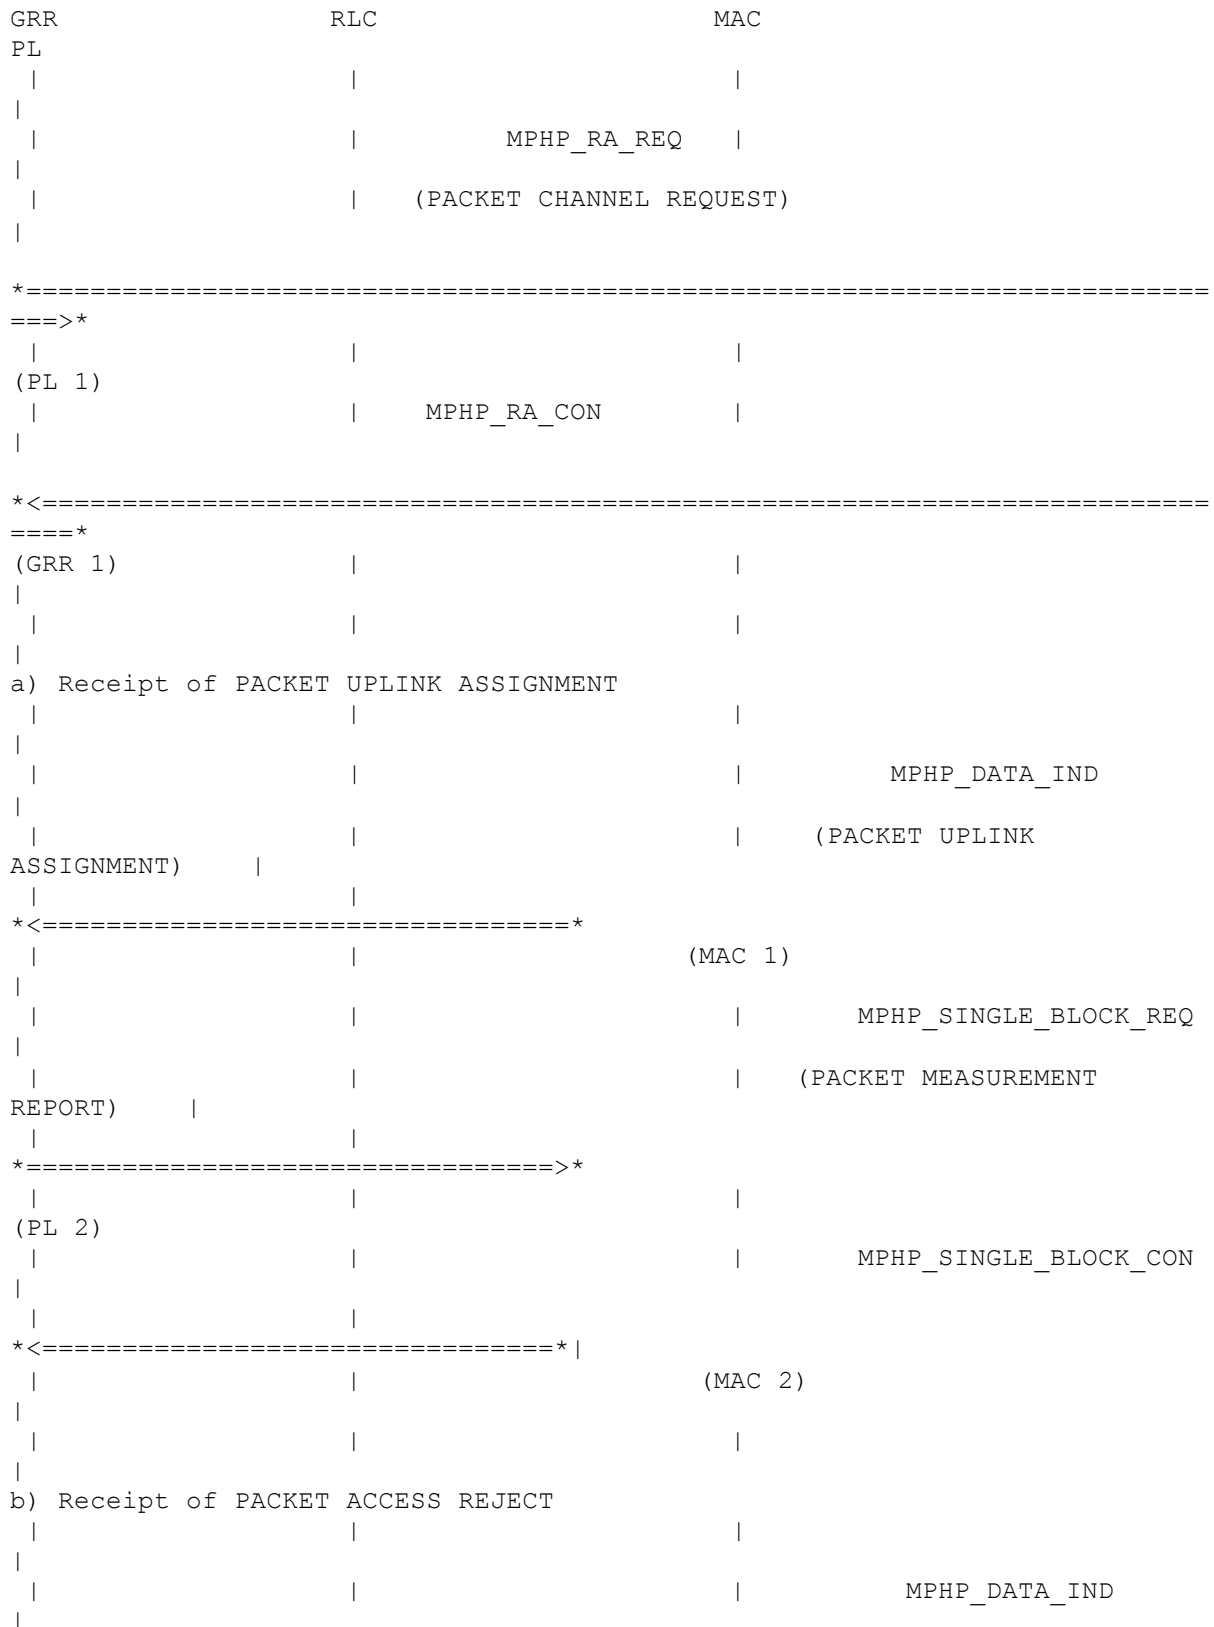 GRR                 RLC                     MAC
PL
 |                   |                       |
|
 |                   |         MPHP_RA_REQ   |
|
 |                   |   (PACKET CHANNEL REQUEST)
|
*==========================================================================
===>*
 |                   |                       |
(PL 1)
 |                   |    MPHP_RA_CON        |
|
*<=========================================================================
====*
(GRR 1)              |                       |
|
 |                   |                       |
|
a) Receipt of PACKET UPLINK ASSIGNMENT
 |                   |                       |
|
 |                   |                       |         MPHP_DATA_IND
|
 |                   |                       |    (PACKET UPLINK
ASSIGNMENT)    |
 |                   |
*<=================================*
 |                   |                    (MAC 1)
|
 |                   |                       |       MPHP_SINGLE_BLOCK_REQ
|
 |                   |                       |   (PACKET MEASUREMENT
REPORT)    |
 |                   |
*=================================>*
 |                   |                       |
(PL 2)
 |                   |                       |       MPHP_SINGLE_BLOCK_CON
|
 |                   |
*<================================*|
 |                   |                     (MAC 2)
|
 |                   |                       |
|
b) Receipt of PACKET ACCESS REJECT
 |                   |                       |
|
 |                   |                       |          MPHP_DATA_IND
|